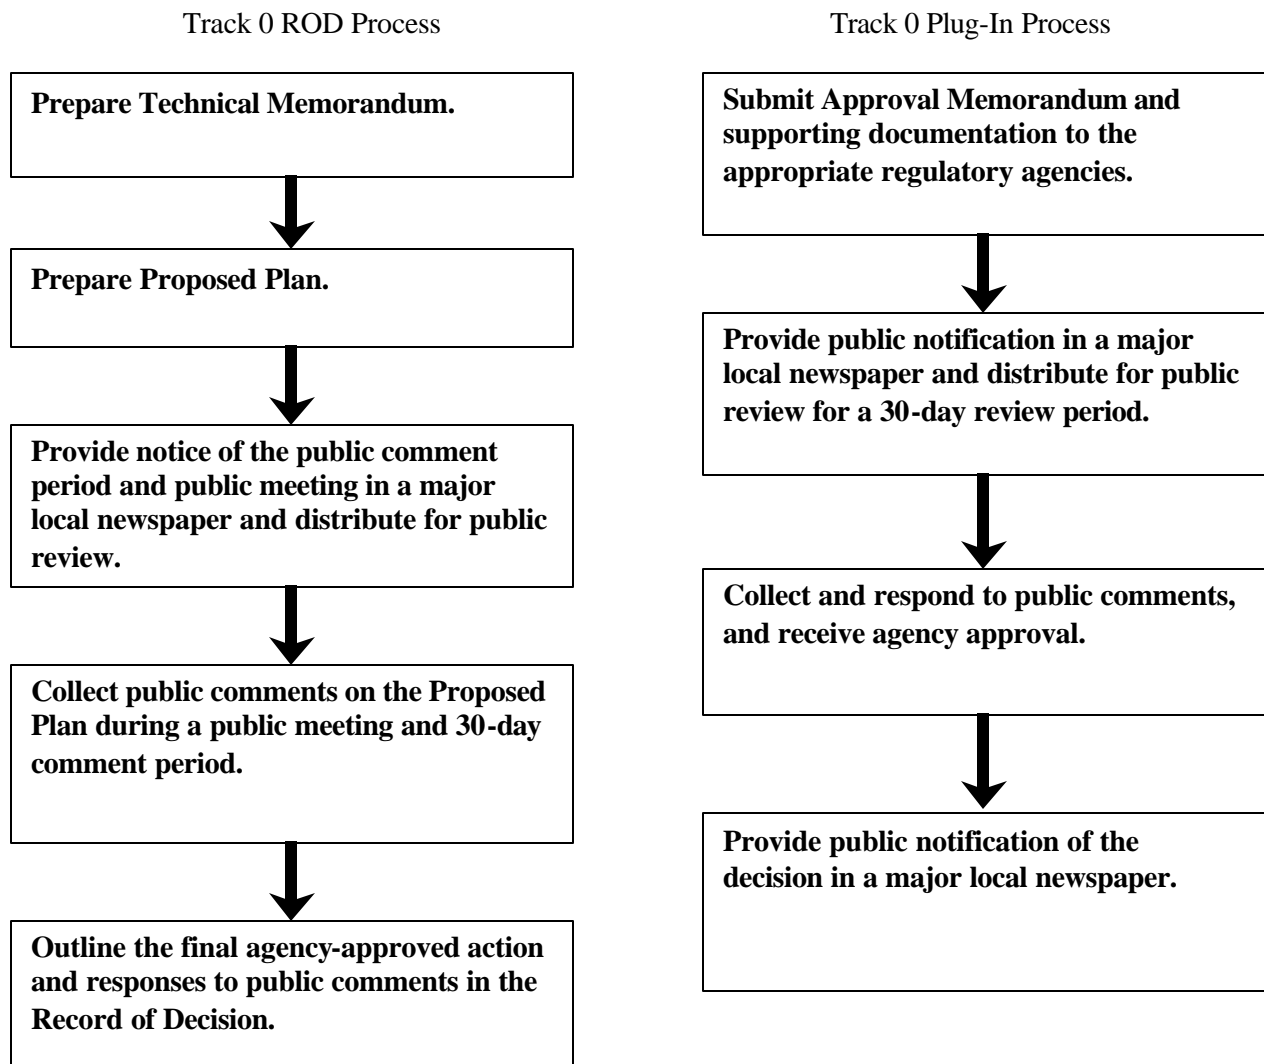 Track 0 ROD Process
Prepare Technical Memorandum.
Prepare Proposed Plan.
Provide notice of the public comment
period and public meeting in a major
local newspaper and distribute for public
review.
Collect public comments on the Proposed
Plan during a public meeting and 30-day
comment period.
Outline the final agency-approved action
and responses to public comments in the
Record of Decision.
Track 0 Plug-In Process
Submit Approval Memorandum and
supporting documentation to the
appropriate regulatory agencies.
Provide public notification in a major
local newspaper and distribute for public
review for a 30-day review period.
Collect and respond to public comments,
and receive agency approval.
Provide public notification of the
decision in a major local newspaper.